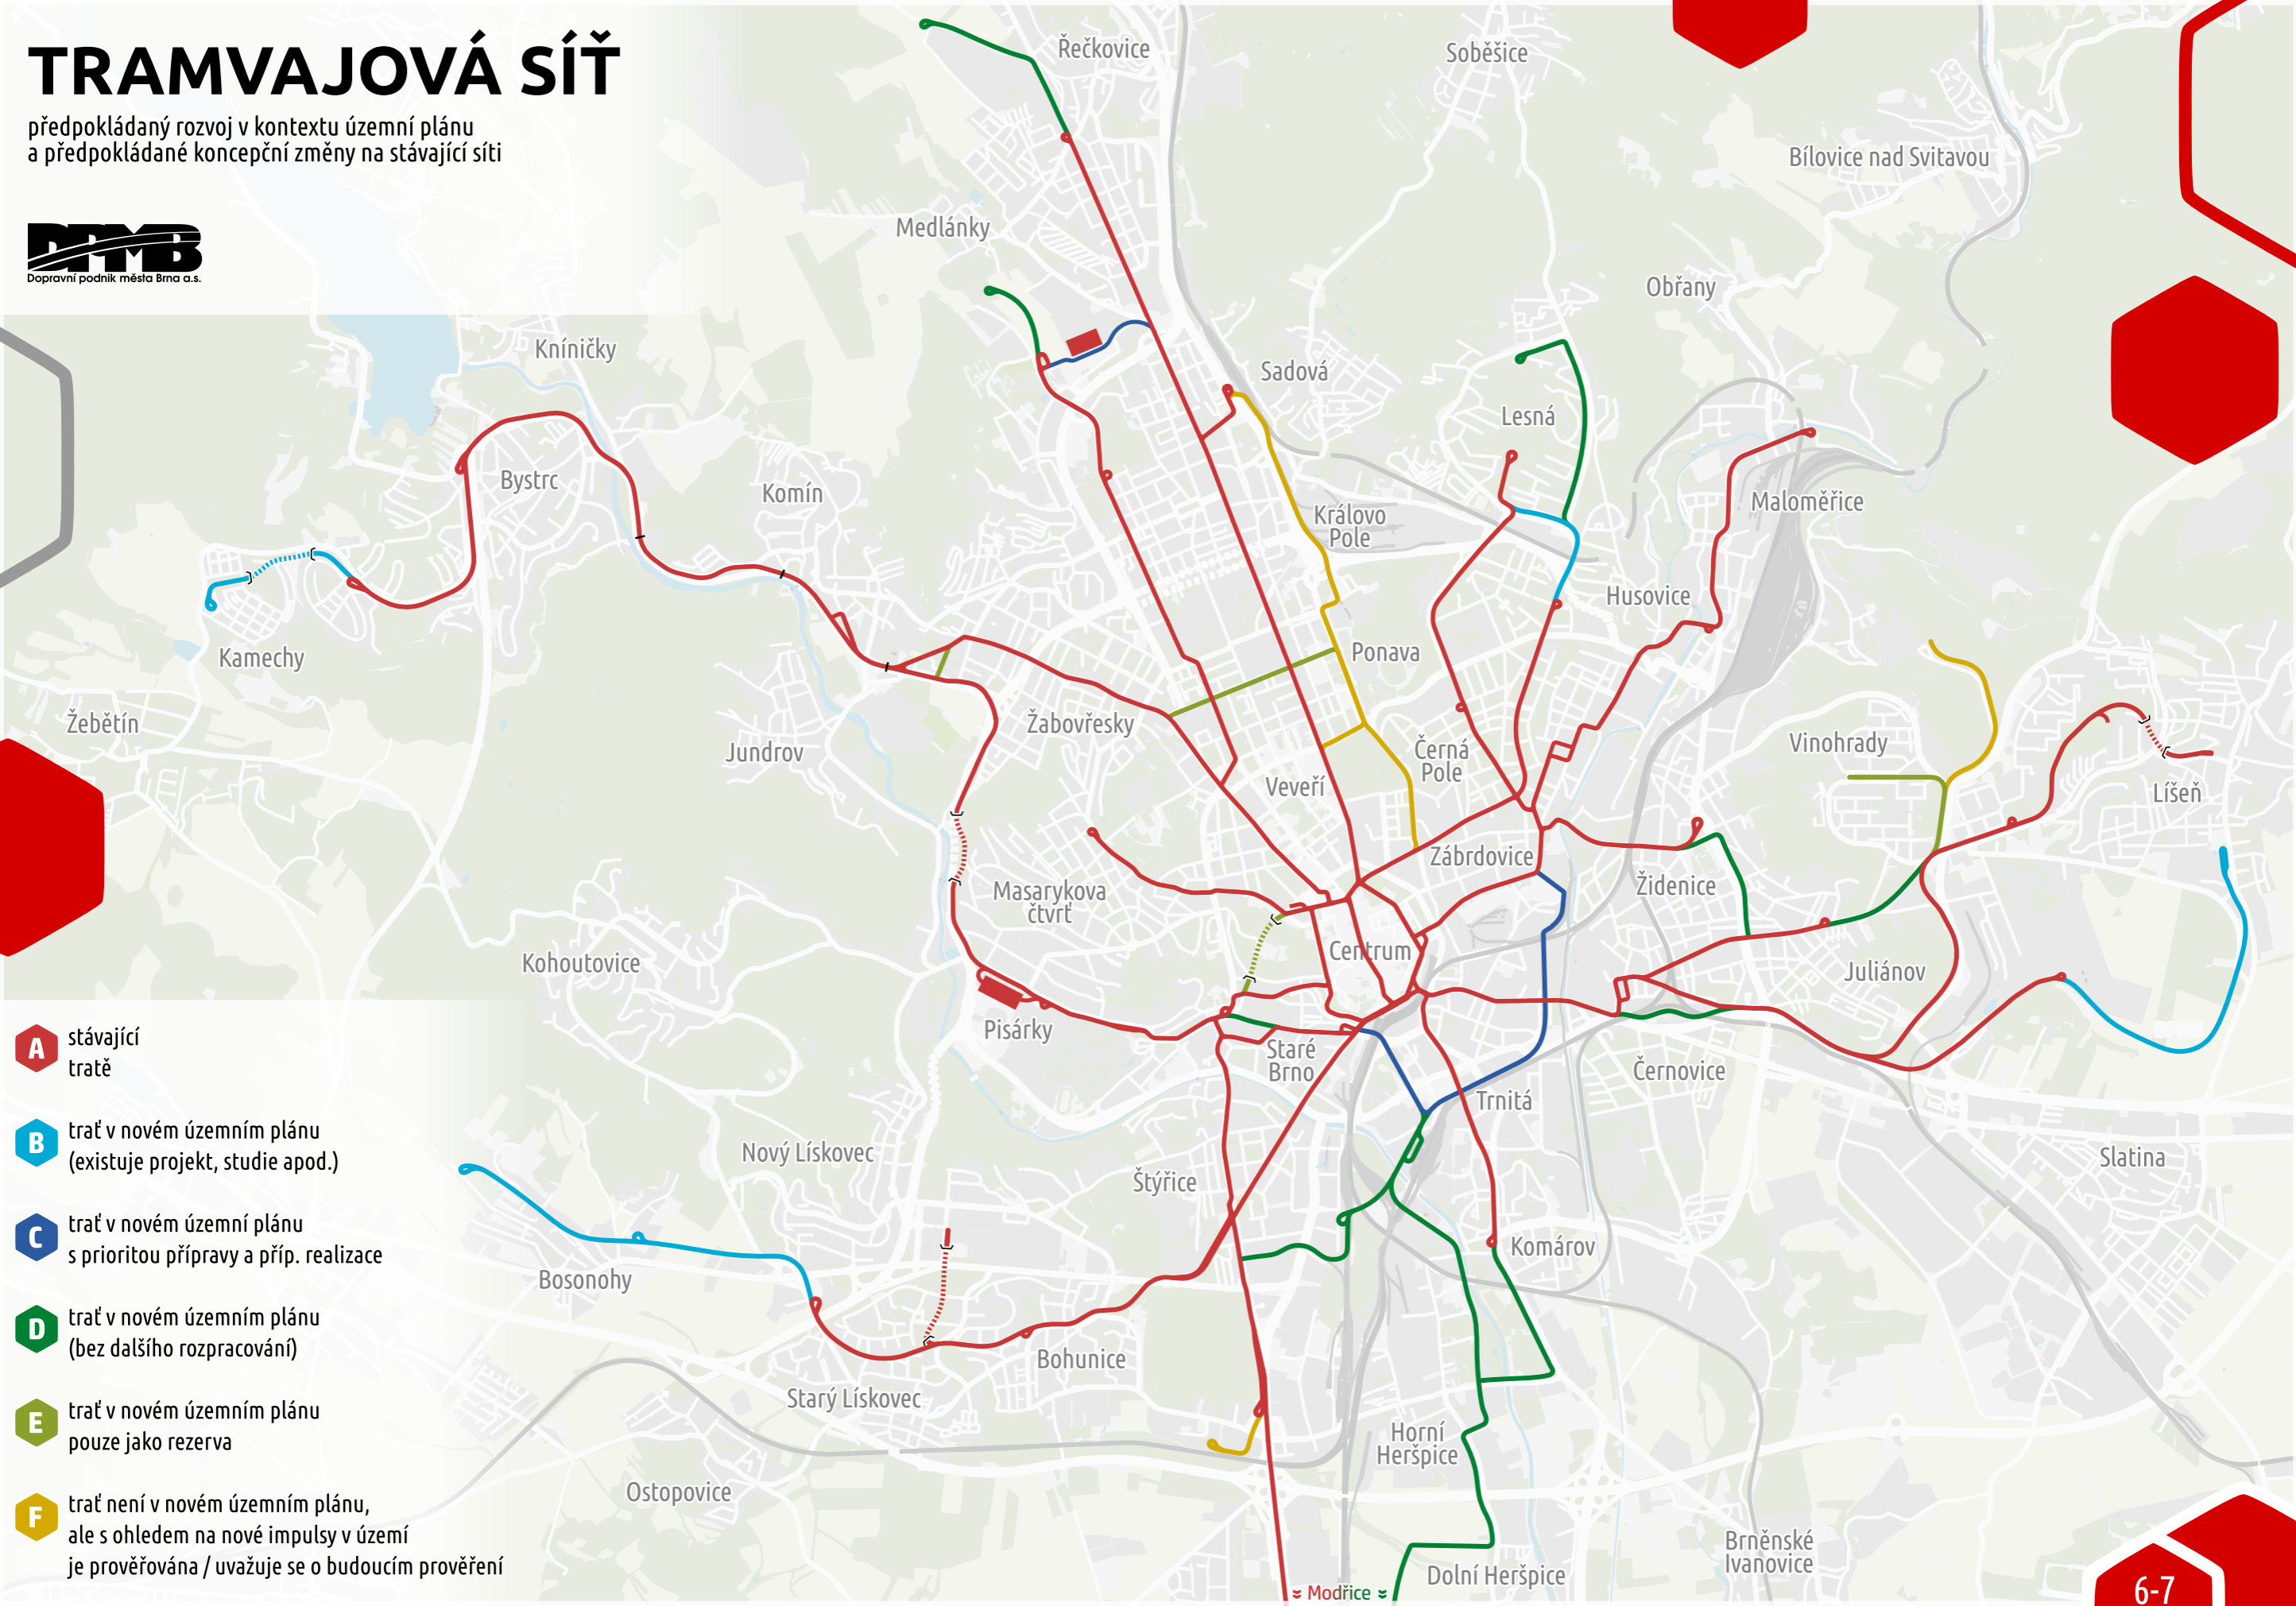 TRAMVAJOVÁ SÍŤ
předpokládaný rozvoj v kontextu územní plánu
a předpokládané koncepční změny na stávající síti
DPMB
Dopravní podnik města Brna a.s.
Řečkovice
Soběšice
Bílovice nad Svitavou
Medlánky
Obřany
Kníničky
Sadová
Lesná
Bystrc
Komín
Maloměřice
Královo
Pole
Husovice
Kamechy
Ponava
Žebětín
Jundrov
Žabovřesky
Černá
Pole
Vinohrady
Veveří
Líšeň
Zábrdovice
Masarykova
čtvrť
Židenice
Kohoutovice
Centrum
Juliánov
Pisárky
Staré
Brno
Černovice
Trnitá
Nový Lískovec
Štýřice
Slatina
Komárov
Bosonohy
Bohunice
Starý Lískovec
Horní
Heršpice
Ostopovice
Brněnské
Ivanovice
Dolní Heršpice
Modřice
A stávající
tratě
B trať v novém územním plánu
(existuje projekt, studie apod.)
C trať v novém územní plánu
s prioritou přípravy a příp. realizace
D trať v novém územním plánu
(bez dalšího rozpracování)
E trať v novém územním plánu
pouze jako rezerva
F trať není v novém územním plánu,
ale s ohledem na nové impulsy v území
je prověřována / uvažuje se o budoucím prověření
6-7